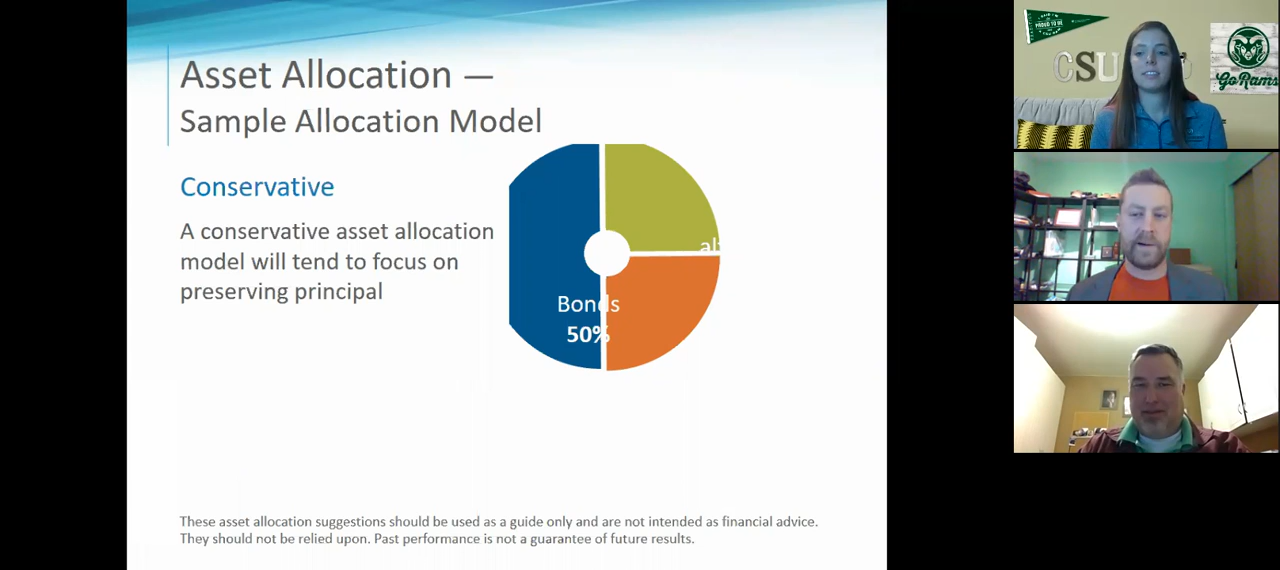 Asset Allocation —
Sample Allocation Model
Conservative
A conservative asset allocation
model will tend to focus on
preserving principal
Bonds
50%
These asset allocation suggestions should be used as a guide only and are not intended as financial advice.
They should not be relied upon. Past performance is not a guarantee of future results.
PROUD TO BE
CSU
Go Rams